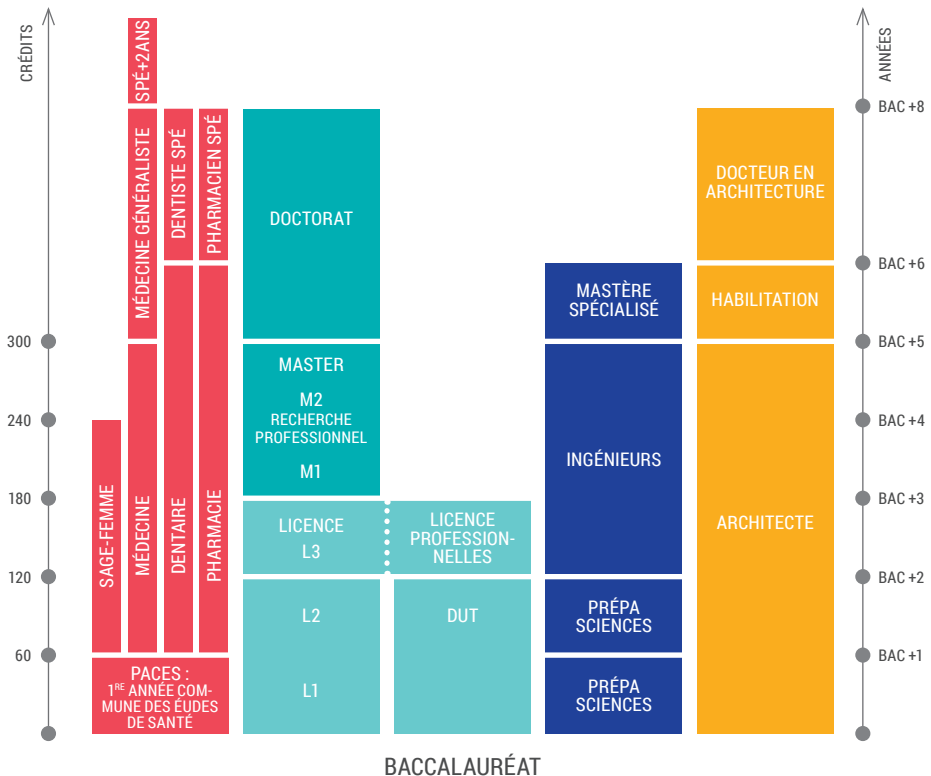 CRÉDITS
300
240
180
120
60
SPÉ+2ANS
MÉDECINE GÉNÉRALISTE
DENTISTE SPÉ
PHARMACIEN SPÉ
SAGE-FEMME
MÉDECINE
DENTAIRE
PHARMACIE
PACES :
1RE ANNÉE COM-
MUNE DES ÉUDES
DE SANTÉ
DOCTORAT
MASTER
M2
RECHERCHE
PROFESSIONNEL
M1
LICENCE
L3
L2
L1
LICENCE
PROFESSION-
NELLES
DUT
MASTÈRE
SPÉCIALISÉ
INGÉNIEURS
PRÉPA
SCIENCES
PRÉPA
SCIENCES
DOCTEUR EN
ARCHITECTURE
HABILITATION
ARCHITECTE
ANNÉES
BAC +8
BAC +6
BAC +5
BAC +4
BAC +3
BAC +2
BAC +1
BACCALAURÉAT